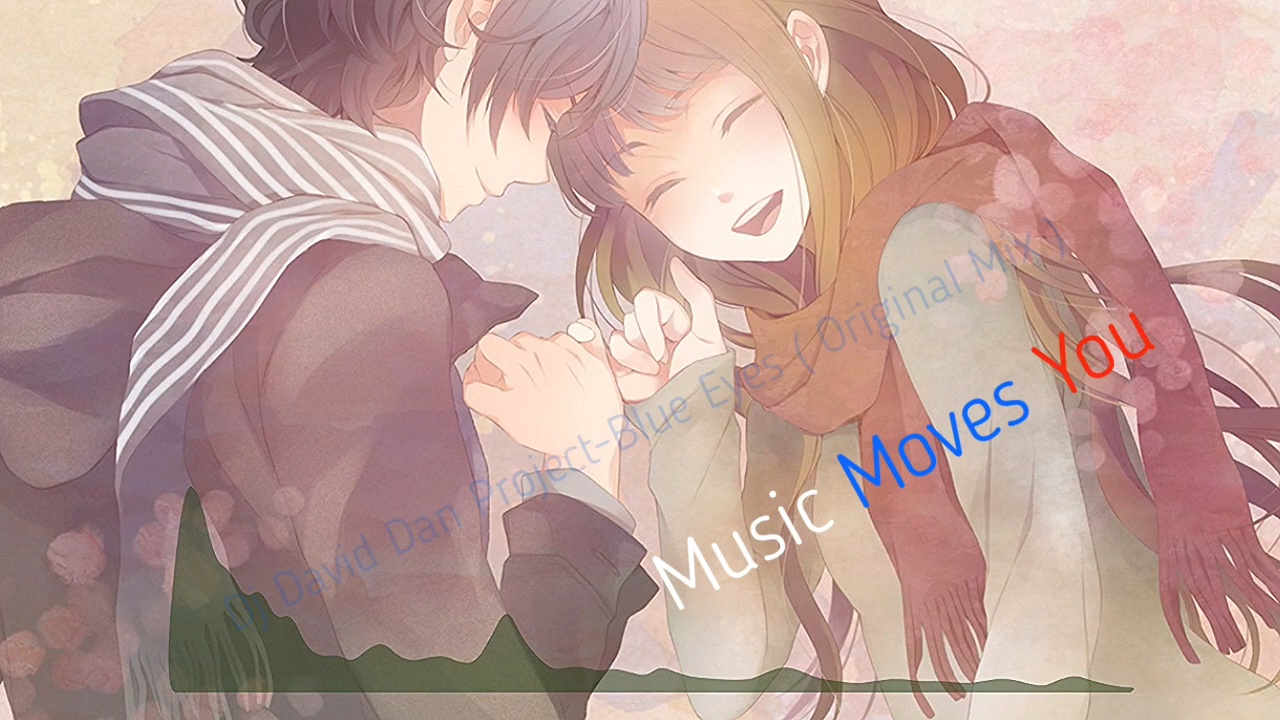 Dj David Dan Project-Blue Eyes ( Original Mix )
Music Moves You